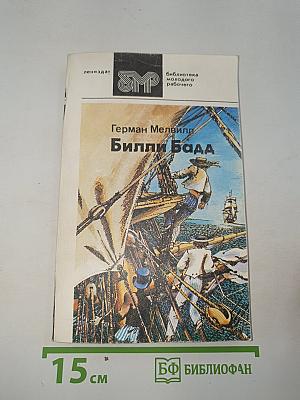 лениздат
БМР
библиотека
молодого
рабочего
Герман Мелвилл
Билли Бадд
15 см
БФ БИБЛИОФАН